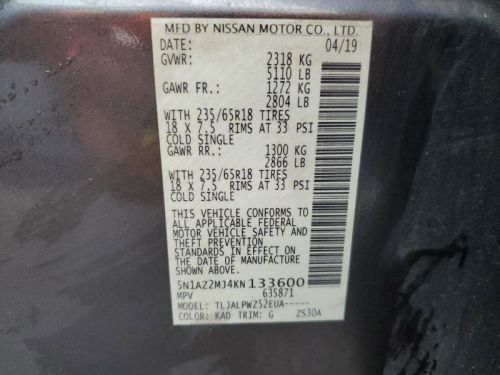 MFD BY NISSAN MOTOR CO., LTD.
DATE: 04/19
GVWR: 2318 KG
5110 LB
GAWR FR.: 1272 KG
2804 LB
WITH 235/65R18 TIRES
18 X 7.5 RIMS AT 33 PSI
COLD SINGLE
GAWR RR.: 1300 KG
2866 LB
WITH 235/65R18 TIRES
18 X 7.5 RIMS AT 33 PSI
COLD SINGLE
THIS VEHICLE CONFORMS TO
ALL APPLICABLE FEDERAL
MOTOR VEHICLE SAFETY AND
THEFT PREVENTION
STANDARDS IN EFFECT ON
THE DATE OF MANUFACTURE
SHOWN ABOVE.
5N1AZ2MJ4KN133600
MPV 635871
MODEL: TLJALPWZ52EUA-----
COLOR: KAD TRIM: G 2S30A